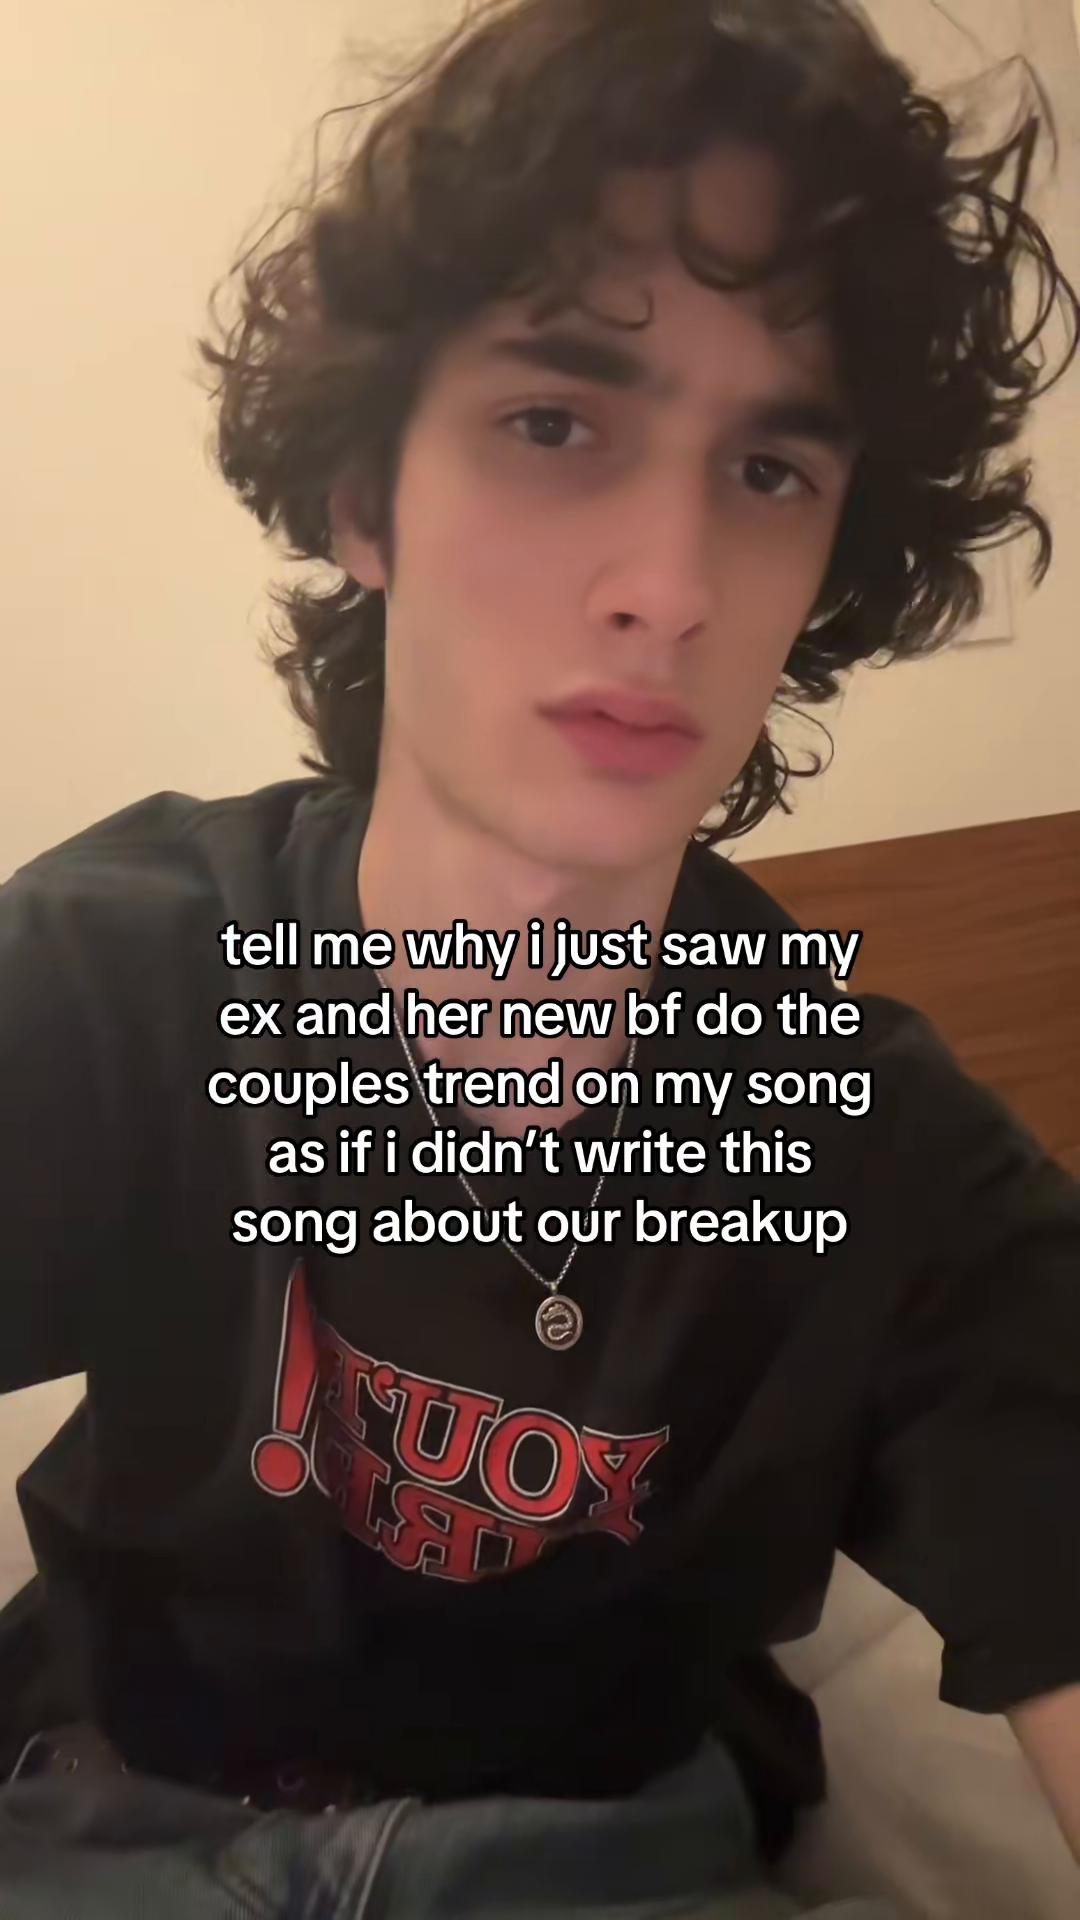 tell me why i just saw my
ex and her new bf do the
couples trend on my song
as if i didn’t write this
song about our breakup
YOU'R